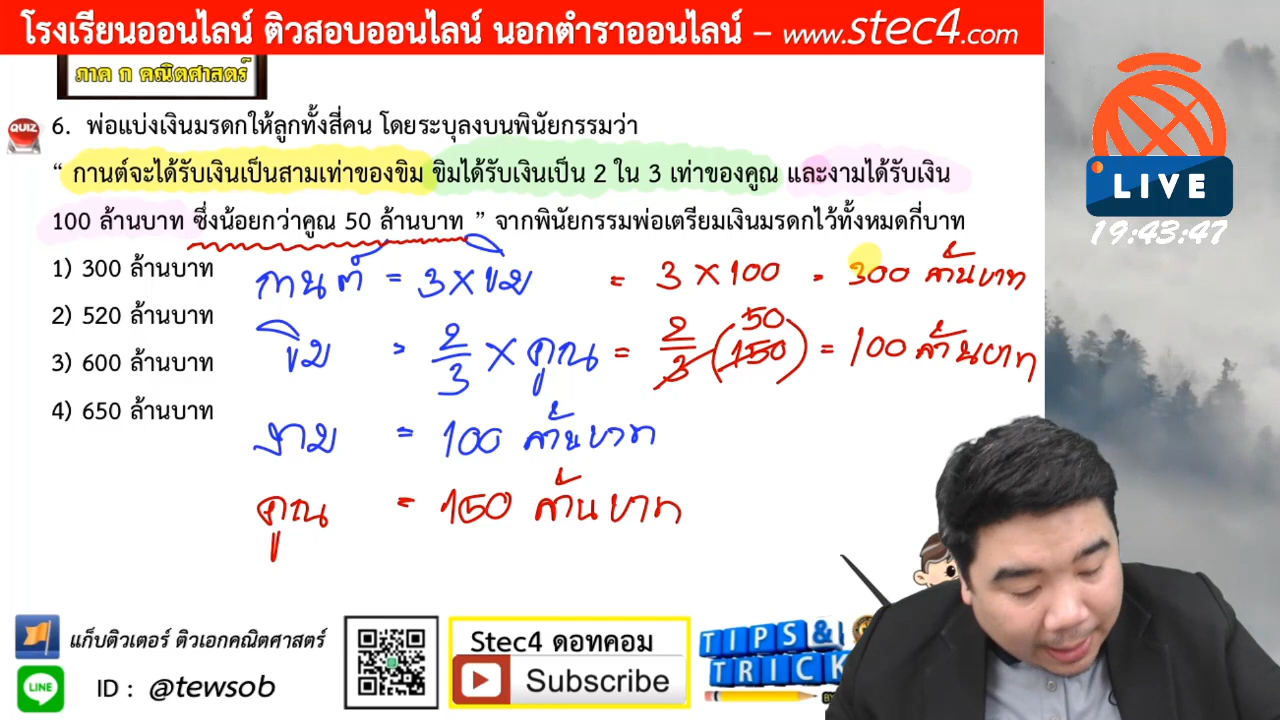 โรงเรียนออนไลน์ ติวสอบออนไลน์ นอกตำราออนไลน์ – www.stec4.com
ภาค ก คณิตศาสตร์
QUIZ
6. พ่อแบ่งเงินมรดกให้ลูกทั้งสี่คน โดยระบุลงบนพินัยกรรมว่า
“ กานต์จะได้รับเงินเป็นสามเท่าของขิม ขิมได้รับเงินเป็น 2 ใน 3 เท่าของคูณ และงามได้รับเงิน
100 ล้านบาท ซึ่งน้อยกว่าคูณ 50 ล้านบาท ” จากพินัยกรรมพ่อเตรียมเงินมรดกไว้ทั้งหมดกี่บาท
1) 300 ล้านบาท
2) 520 ล้านบาท
3) 600 ล้านบาท
4) 650 ล้านบาท
กานต์ = 3 × ขิม = 3 × 100 = 300 ล้านบาท
ขิม = 2/3 × คูณ = 2/3 (150) 50 = 100 ล้านบาท
งาม = 100 ล้านบาท
คูณ = 150 ล้านบาท
LIVE
19:43:47
แก็บติวเตอร์ ติวเอกคณิตศาสตร์
LINE
ID : @tewsob
Stec4 ดอทคอม
Subscribe
TIPS &
TRICK